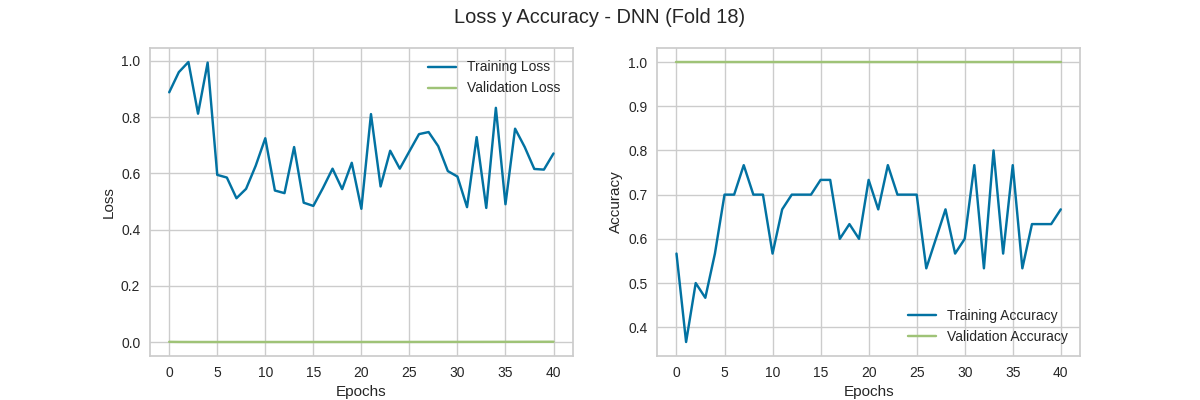 Loss y Accuracy - DNN (Fold 18)
1.0
0.8
0.6
0.4
0.2
0.0
Loss
0 5 10 15 20 25 30 35 40
Epochs
Training Loss
Validation Loss
1.0
0.9
0.8
0.7
0.6
0.5
0.4
Accuracy
0 5 10 15 20 25 30 35 40
Epochs
Training Accuracy
Validation Accuracy